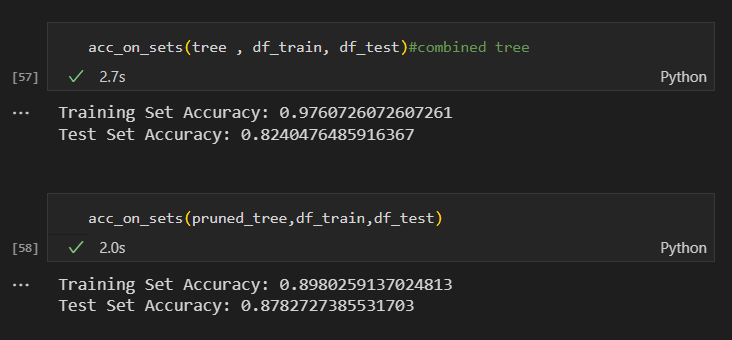 acc_on_sets(tree , df_train, df_test)#combined tree
[57] 2.7s Python
... Training Set Accuracy: 0.9760726072607261
Test Set Accuracy: 0.8240476485916367
acc_on_sets(pruned_tree,df_train,df_test)
[58] 2.0s Python
... Training Set Accuracy: 0.8980259137024813
Test Set Accuracy: 0.8782727385531703